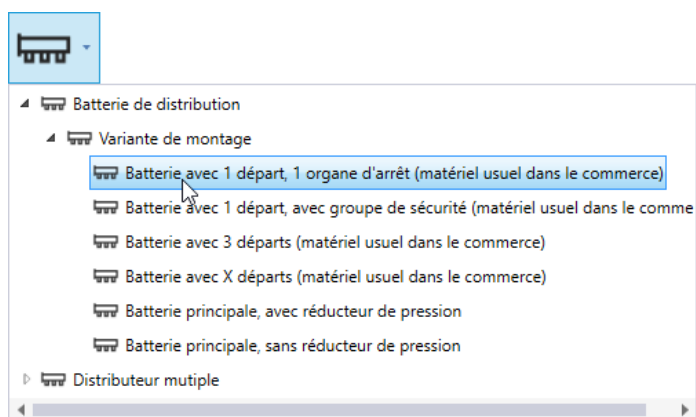 Batterie de distribution
Variante de montage
Batterie avec 1 départ, 1 organe d'arrêt (matériel usuel dans le commerce)
Batterie avec 1 départ, avec groupe de sécurité (matériel usuel dans le comme
Batterie avec 3 départs (matériel usuel dans le commerce)
Batterie avec X départs (matériel usuel dans le commerce)
Batterie principale, avec réducteur de pression
Batterie principale, sans réducteur de pression
Distributeur mutiple